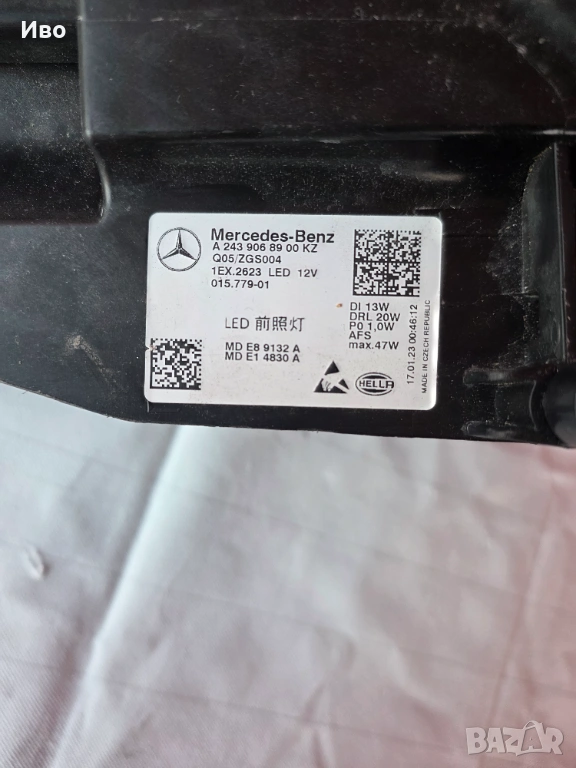 Иво
Mercedes-Benz
A 243 906 89 00 KZ
Q05/ZGS004
1EX.2623 LED 12V
015.779-01
LED 前照灯
MD E8 9132 A
MD E1 4830 A
DI 13W
DRL 20W
P0 1,0W
AFS
max.47W
HELLA
17.01.23 00:46:12
MADE IN CZECH REPUBLIC
BAZAR